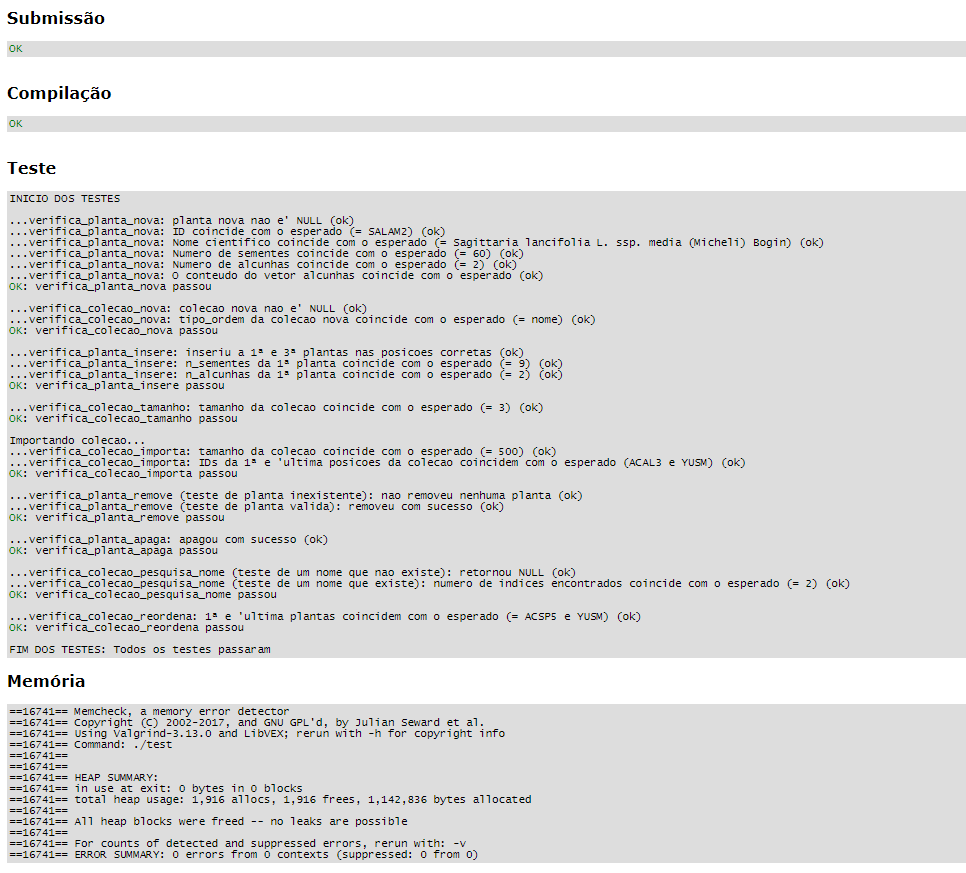 Submissão
OK
Compilação
OK
Teste
INICIO DOS TESTES
...verifica_planta_nova: planta nova nao e' NULL (ok)
...verifica_planta_nova: ID coincide com o esperado (= SALAM2) (ok)
...verifica_planta_nova: Nome cientifico coincide com o esperado (= Sagittaria lancifolia L. ssp. media (Micheli) Bogin) (ok)
...verifica_planta_nova: Numero de sementes coincide com o esperado (= 60) (ok)
...verifica_planta_nova: Numero de alcunhas coincide com o esperado (= 2) (ok)
...verifica_planta_nova: O conteudo do vetor alcunhas coincide com o esperado (ok)
OK: verifica_planta_nova passou
...verifica_colecao_nova: colecao nova nao e' NULL (ok)
...verifica_colecao_nova: tipo_ordem da colecao nova coincide com o esperado (= nome) (ok)
OK: verifica_colecao_nova passou
...verifica_planta_insere: inseriu a 1ª e 3ª plantas nas posicoes corretas (ok)
...verifica_planta_insere: n_sementes da 1ª planta coincide com o esperado (= 9) (ok)
...verifica_planta_insere: n_alcunhas da 1ª planta coincide com o esperado (= 2) (ok)
OK: verifica_planta_insere passou
...verifica_colecao_tamanho: tamanho da colecao coincide com o esperado (= 3) (ok)
OK: verifica_colecao_tamanho passou
Importando colecao...
...verifica_colecao_importa: tamanho da colecao coincide com o esperado (= 500) (ok)
...verifica_colecao_importa: IDs da 1ª e 'ultima posicoes da colecao coincidem com o esperado (ACAL3 e YUSM) (ok)
OK: verifica_colecao_importa passou
...verifica_planta_remove (teste de planta inexistente): nao removeu nenhuma planta (ok)
...verifica_planta_remove (teste de planta valida): removeu com sucesso (ok)
OK: verifica_planta_remove passou
...verifica_planta_apaga: apagou com sucesso (ok)
OK: verifica_planta_apaga passou
...verifica_colecao_pesquisa_nome (teste de um nome que nao existe): retornou NULL (ok)
...verifica_colecao_pesquisa_nome (teste de um nome que existe): numero de indices encontrados coincide com o esperado (= 2) (ok)
OK: verifica_colecao_pesquisa_nome passou
...verifica_colecao_reordena: 1ª e 'ultima plantas coincidem com o esperado (= ACSP5 e YUSM) (ok)
OK: verifica_colecao_reordena passou
FIM DOS TESTES: Todos os testes passaram
Memória
==16741== Memcheck, a memory error detector
==16741== Copyright (C) 2002-2017, and GNU GPL'd, by Julian Seward et al.
==16741== Using Valgrind-3.13.0 and LibVEX; rerun with -h for copyright info
==16741== Command: ./test
==16741==
==16741==
==16741== HEAP SUMMARY:
==16741== in use at exit: 0 bytes in 0 blocks
==16741== total heap usage: 1,916 allocs, 1,916 frees, 1,142,836 bytes allocated
==16741==
==16741== All heap blocks were freed -- no leaks are possible
==16741==
==16741== For counts of detected and suppressed errors, rerun with: -v
==16741== ERROR SUMMARY: 0 errors from 0 contexts (suppressed: 0 from 0)